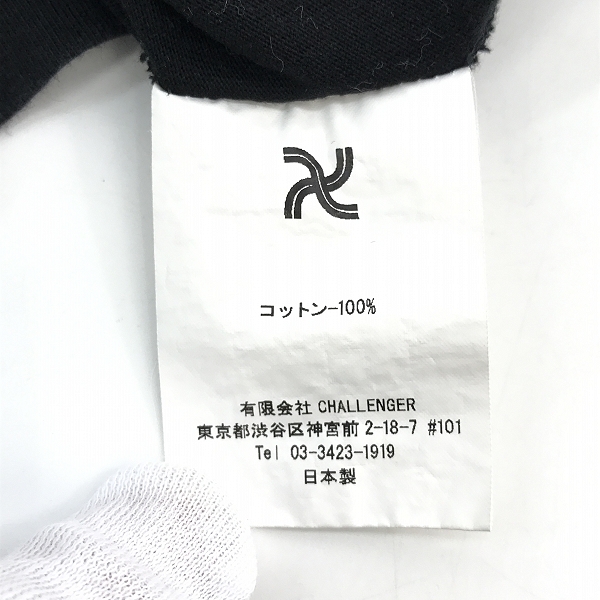 コットン-100%
有限会社 CHALLENGER
東京都渋谷区神宮前 2-18-7 #101
Tel 03-3423-1919
日本製